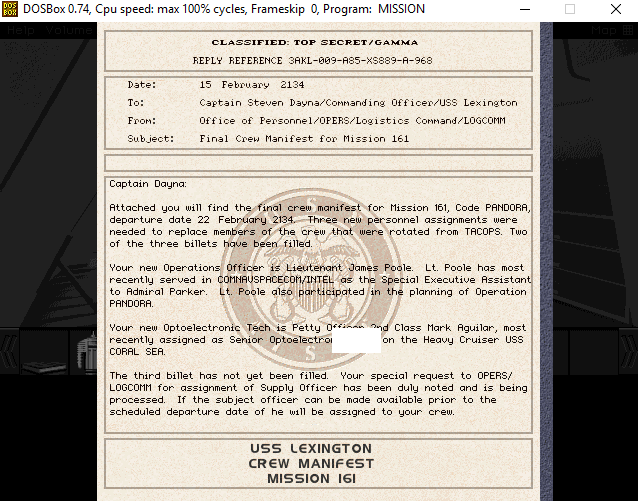 DOSBox 0.74, Cpu speed: max 100% cycles, Frameskip 0, Program: MISSION
Help Volume
Map
CLASSIFIED: TOP SECRET/GAMMA
REPLY REFERENCE 3AKL-009-A85-XS889-A-968
Date: 15 February 2134
To: Captain Steven Dayna/Commanding Officer/USS Lexington
From: Office of Personnel/OPERS/Logistics Command/LOGCOMM
Subject: Final Crew Manifest for Mission 161
Captain Dayna:
Attached you will find the final crew manifest for Mission 161, Code PANDORA,
departure date 22 February 2134. Three new personnel assignments were
needed to replace members of the crew that were rotated from TACOPS. Two
of the three billets have been filled.
Your new Operations Officer is Lieutenant James Poole. Lt. Poole has most
recently served in COMNAVSPACECOM/INTEL as the Special Executive Assistant
to Admiral Parker. Lt. Poole also participated in the planning of Operation
PANDORA.
Your new Optoelectronic Tech is Petty Officer 2nd Class Mark Aguilar, most
recently assigned as Senior on the Heavy Cruiser USS
CORAL SEA.
The third billet has not yet been filled. Your special request to OPERS/
LOGCOMM for assignment of Supply Officer has been duly noted and is being
processed. If the subject officer can be made available prior to the
scheduled departure date of he will be assigned to your crew.
USS LEXINGTON
CREW MANIFEST
MISSION 161